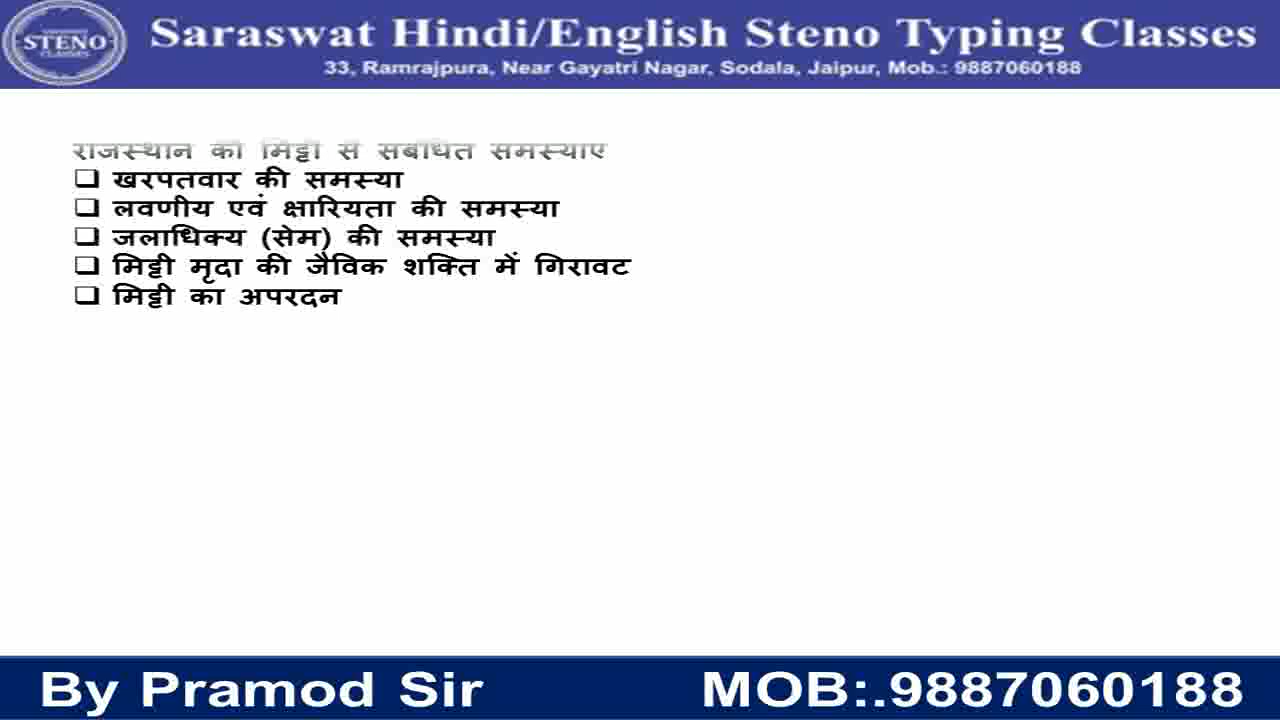 STENO
CLASSES
Saraswat Hindi/English Steno Typing Classes
33, Ramrajpura, Near Gayatri Nagar, Sodala, Jaipur, Mob.: 9887060188
राजस्थान की मिट्टी से संबंधित समस्याएं
❑ खरपतवार की समस्या
❑ लवणीय एवं क्षारियता की समस्या
❑ जलाधिक्य (सेम) की समस्या
❑ मिट्टी मृदा की जैविक शक्ति में गिरावट
❑ मिट्टी का अपरदन
By Pramod Sir
MOB:.9887060188